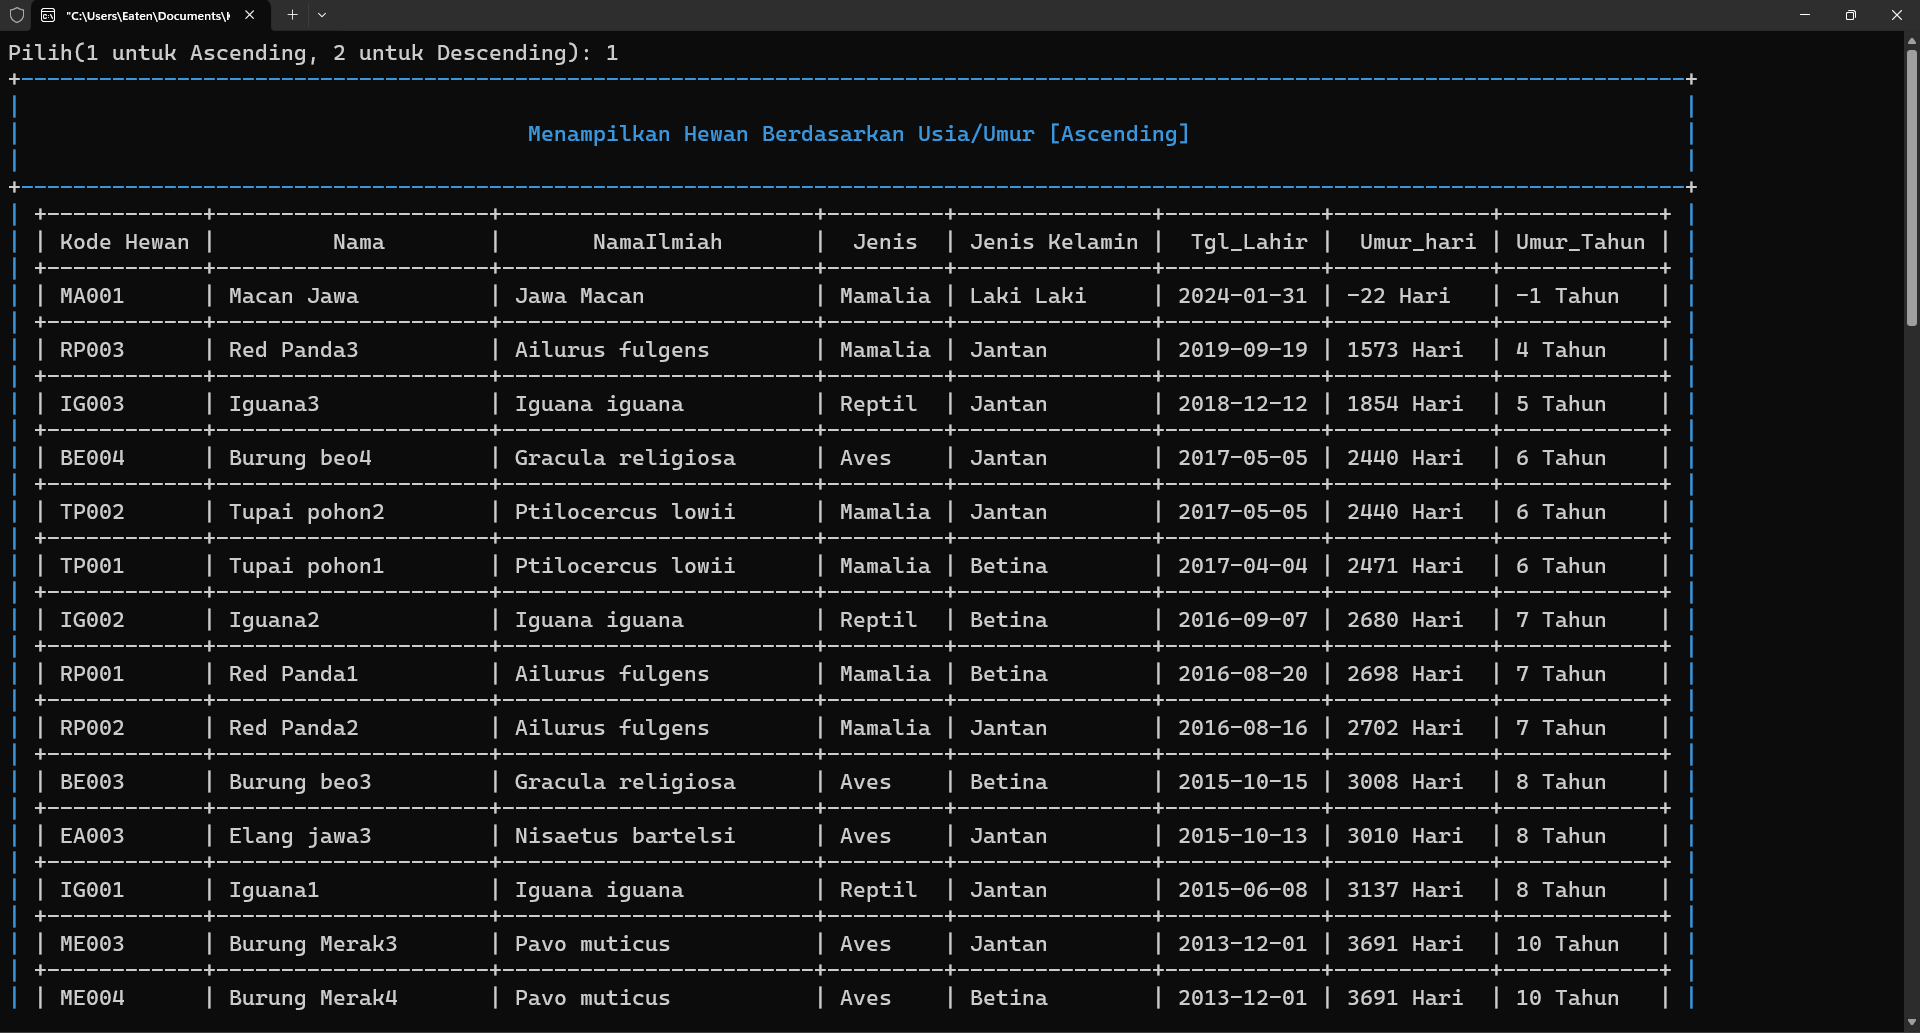 "C:\Users\Eaten\Documents\
Pilih(1 untuk Ascending, 2 untuk Descending): 1
Menampilkan Hewan Berdasarkan Usia/Umur [Ascending]
| Kode Hewan | Nama | NamaIlmiah | Jenis | Jenis Kelamin | Tgl_Lahir | Umur_hari | Umur_Tahun |
| MA001 | Macan Jawa | Jawa Macan | Mamalia | Laki Laki | 2024-01-31 | -22 Hari | -1 Tahun |
| RP003 | Red Panda3 | Ailurus fulgens | Mamalia | Jantan | 2019-09-19 | 1573 Hari | 4 Tahun |
| IG003 | Iguana3 | Iguana iguana | Reptil | Jantan | 2018-12-12 | 1854 Hari | 5 Tahun |
| BE004 | Burung beo4 | Gracula religiosa | Aves | Jantan | 2017-05-05 | 2440 Hari | 6 Tahun |
| TP002 | Tupai pohon2 | Ptilocercus lowii | Mamalia | Jantan | 2017-05-05 | 2440 Hari | 6 Tahun |
| TP001 | Tupai pohon1 | Ptilocercus lowii | Mamalia | Betina | 2017-04-04 | 2471 Hari | 6 Tahun |
| IG002 | Iguana2 | Iguana iguana | Reptil | Betina | 2016-09-07 | 2680 Hari | 7 Tahun |
| RP001 | Red Panda1 | Ailurus fulgens | Mamalia | Betina | 2016-08-20 | 2698 Hari | 7 Tahun |
| RP002 | Red Panda2 | Ailurus fulgens | Mamalia | Jantan | 2016-08-16 | 2702 Hari | 7 Tahun |
| BE003 | Burung beo3 | Gracula religiosa | Aves | Betina | 2015-10-15 | 3008 Hari | 8 Tahun |
| EA003 | Elang jawa3 | Nisaetus bartelsi | Aves | Jantan | 2015-10-13 | 3010 Hari | 8 Tahun |
| IG001 | Iguana1 | Iguana iguana | Reptil | Jantan | 2015-06-08 | 3137 Hari | 8 Tahun |
| ME003 | Burung Merak3 | Pavo muticus | Aves | Jantan | 2013-12-01 | 3691 Hari | 10 Tahun |
| ME004 | Burung Merak4 | Pavo muticus | Aves | Betina | 2013-12-01 | 3691 Hari | 10 Tahun |